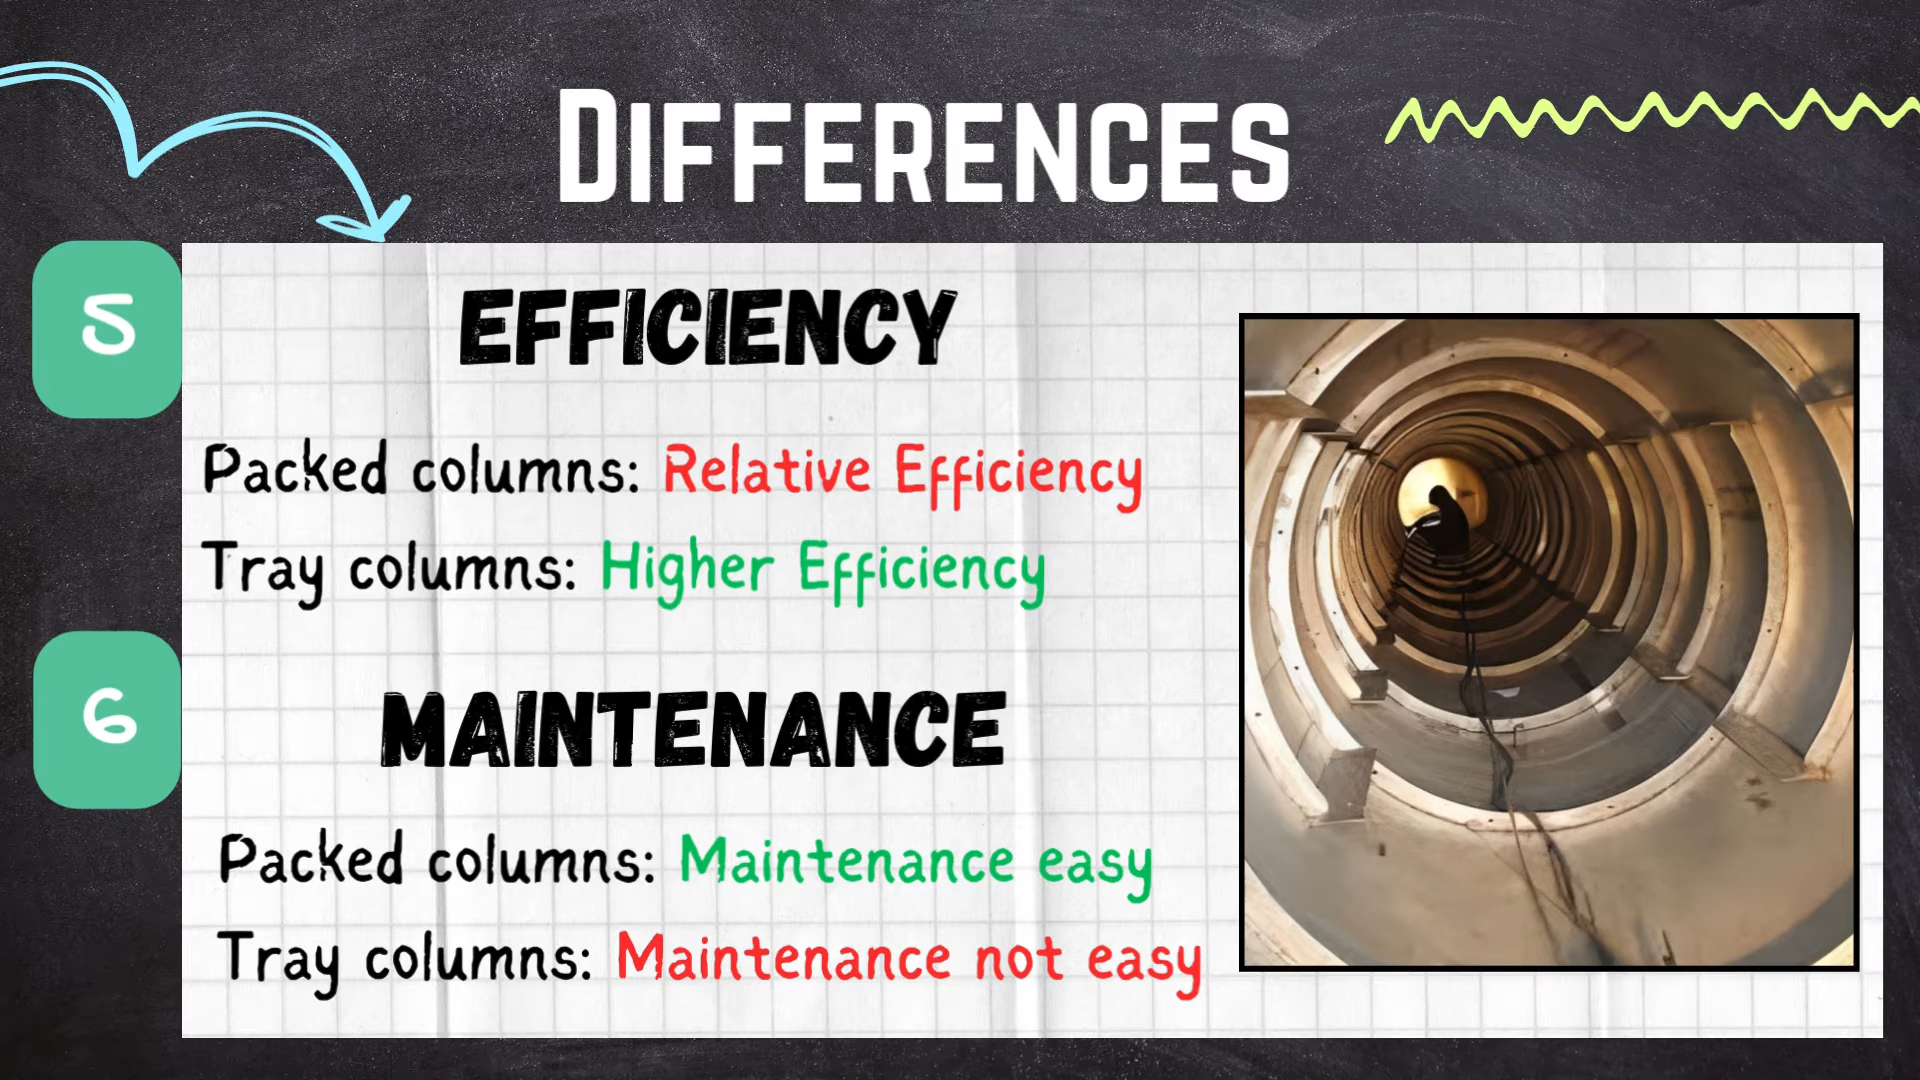 DIFFERENCES
5
EFFICIENCY
Packed columns: Relative Efficiency
Tray columns: Higher Efficiency
6
MAINTENANCE
Packed columns: Maintenance easy
Tray columns: Maintenance not easy